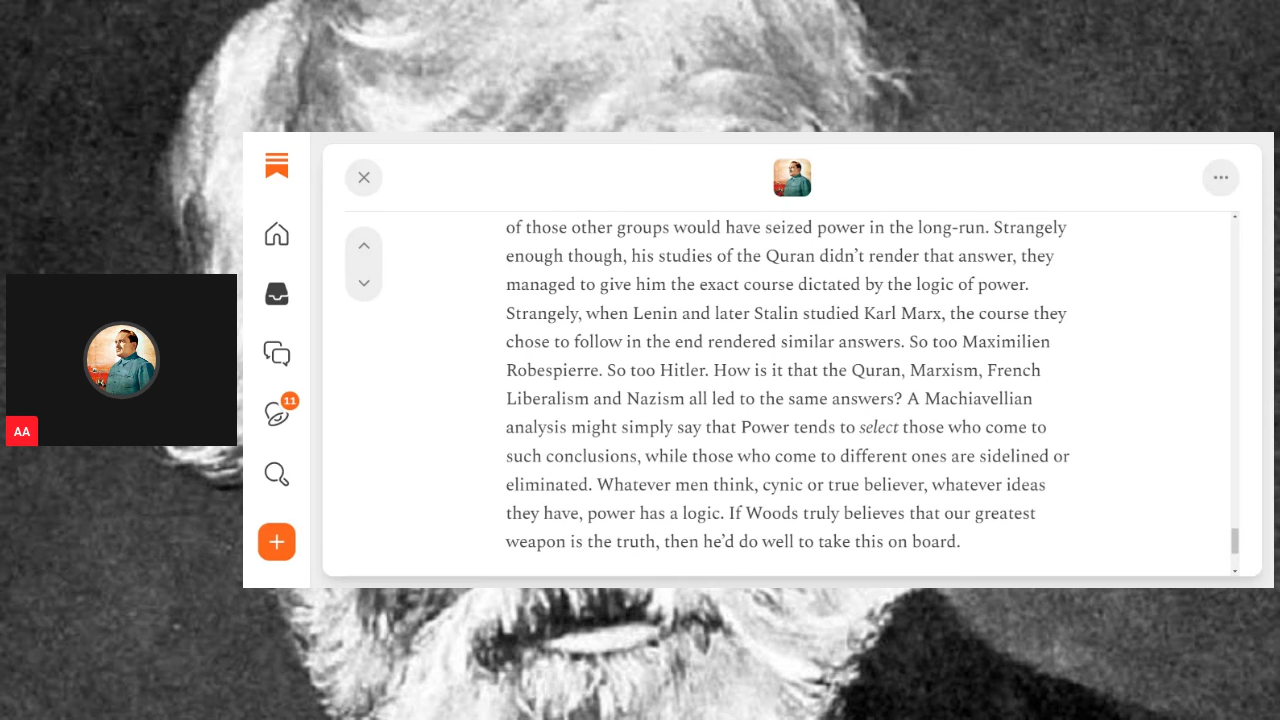 of those other groups would have seized power in the long-run. Strangely
enough though, his studies of the Quran didn’t render that answer, they
managed to give him the exact course dictated by the logic of power.
Strangely, when Lenin and later Stalin studied Karl Marx, the course they
chose to follow in the end rendered similar answers. So too Maximilien
Robespierre. So too Hitler. How is it that the Quran, Marxism, French
Liberalism and Nazism all led to the same answers? A Machiavellian
analysis might simply say that Power tends to select those who come to
such conclusions, while those who come to different ones are sidelined or
eliminated. Whatever men think, cynic or true believer, whatever ideas
they have, power has a logic. If Woods truly believes that our greatest
weapon is the truth, then he’d do well to take this on board.
11
AA